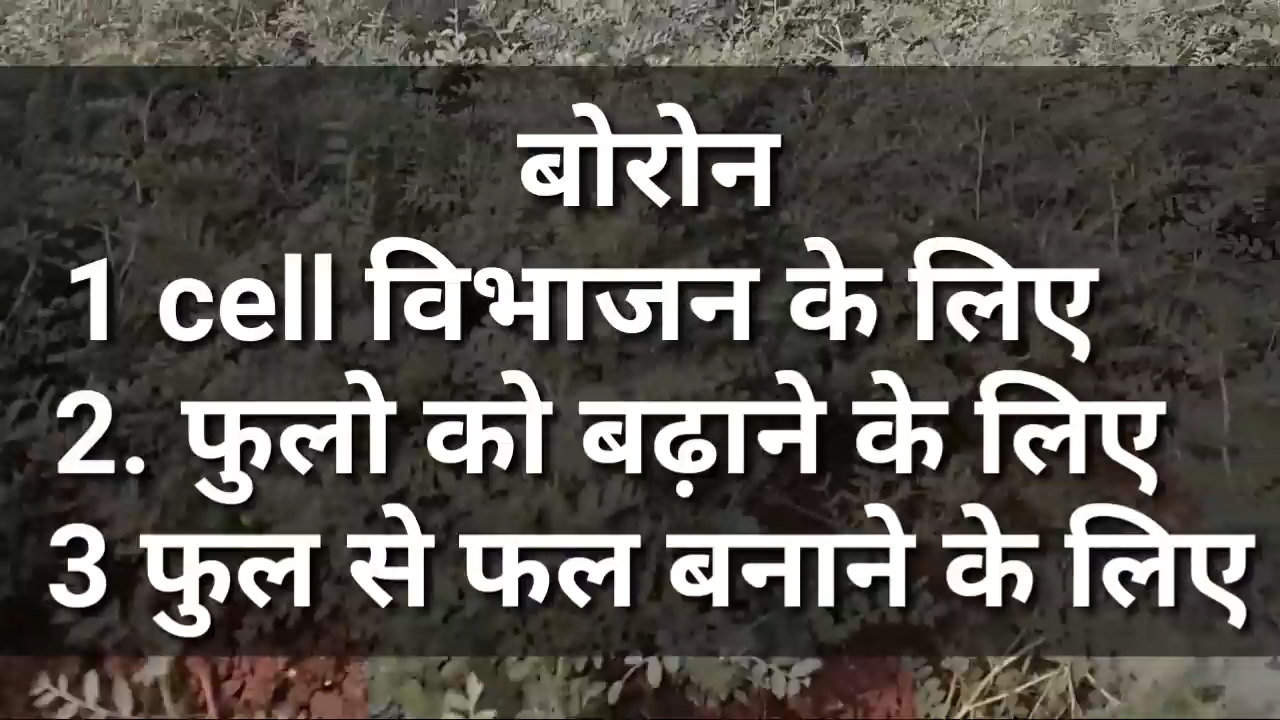 बोरोन
1 cell विभाजन के लिए
2. फुलो को बढ़ाने के लिए
3 फुल से फल बनाने के लिए